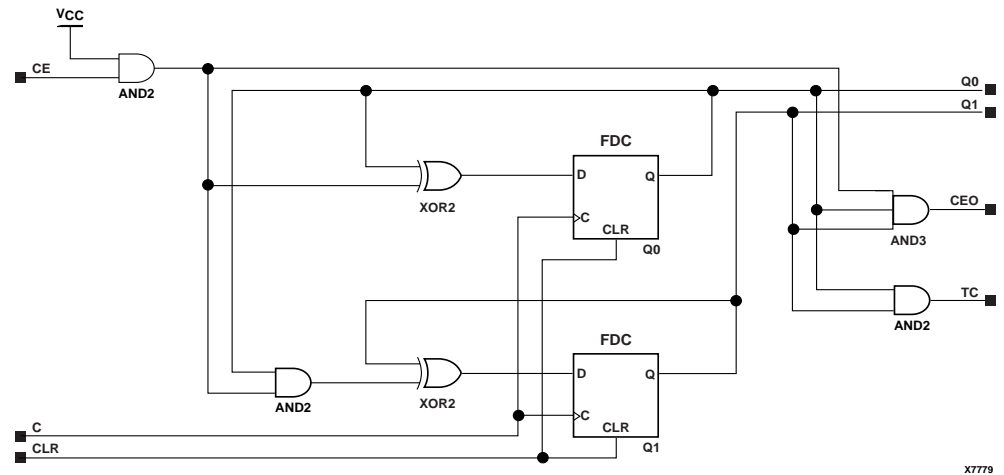 VCC
CE
AND2
Q0
Q1
FDC
D
Q
XOR2
C
CLR
Q0
CEO
AND3
TC
AND2
FDC
D
Q
AND2
XOR2
C
CLR
Q1
C
CLR
X7779